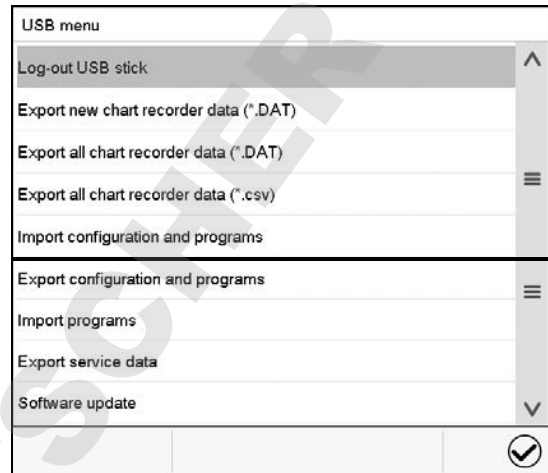 USB menu
Log-out USB stick
Export new chart recorder data (*.DAT)
Export all chart recorder data (*.DAT)
Export all chart recorder data (*.csv)
Import configuration and programs
Export configuration and programs
Import programs
Export service data
Software update
SCHER